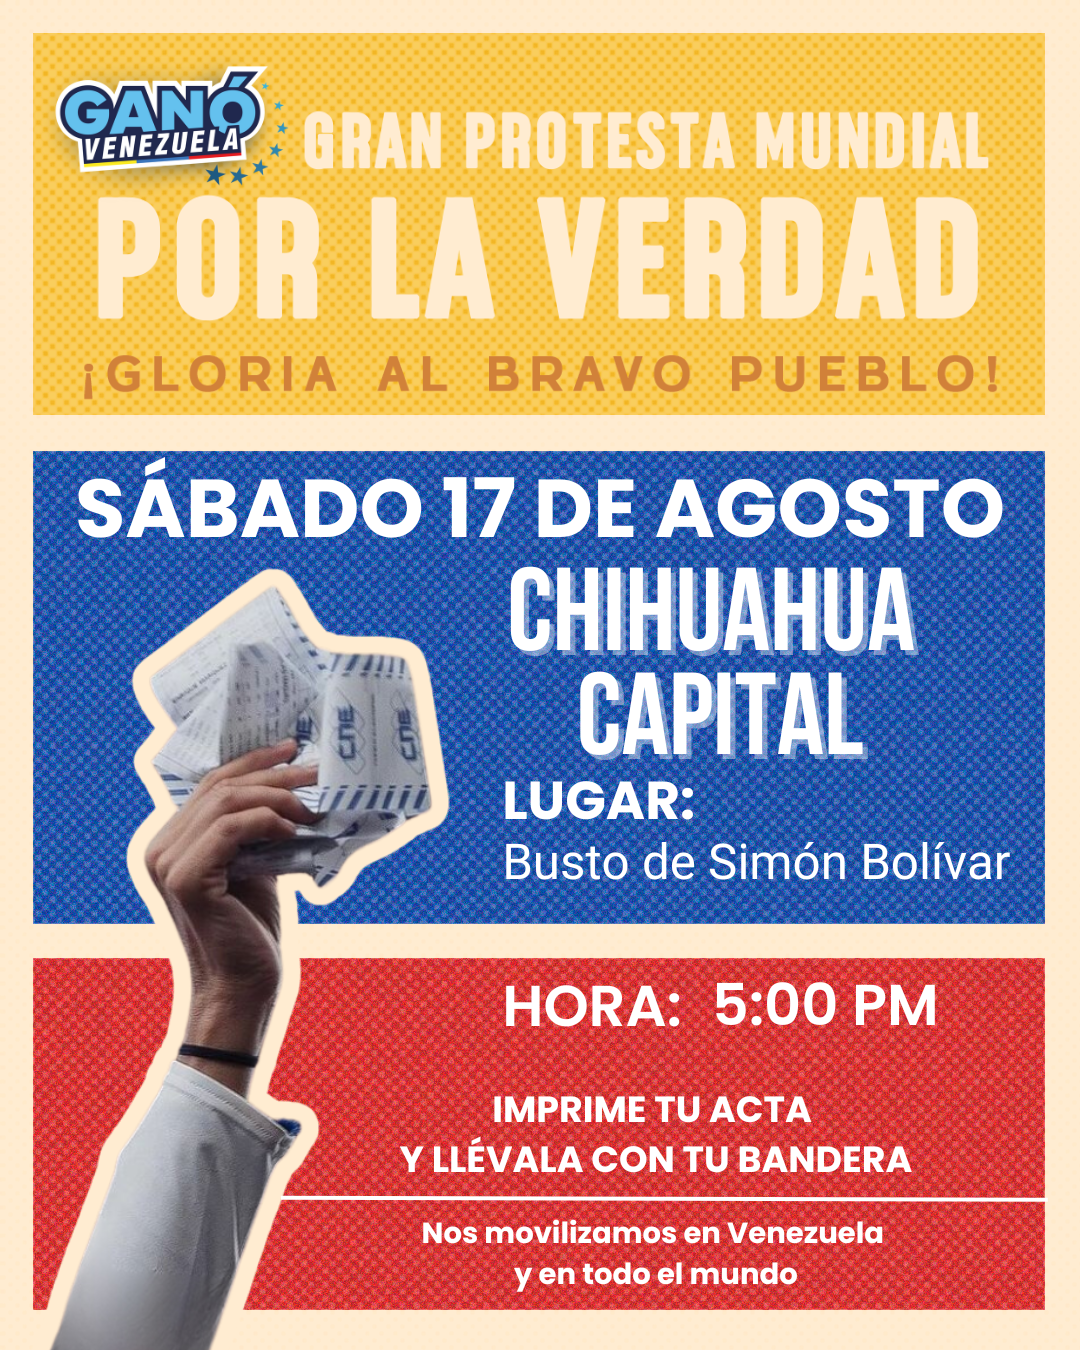 GANÓ
VENEZUELA
GRAN PROTESTA MUNDIAL
POR LA VERDAD
¡GLORIA AL BRAVO PUEBLO!
SÁBADO 17 DE AGOSTO
CHIHUAHUA
CAPITAL
CNE
CNE
LUGAR:
Busto de Simón Bolívar
HORA: 5:00 PM
IMPRIME TU ACTA
Y LLÉVALA CON TU BANDERA
Nos movilizamos en Venezuela
y en todo el mundo